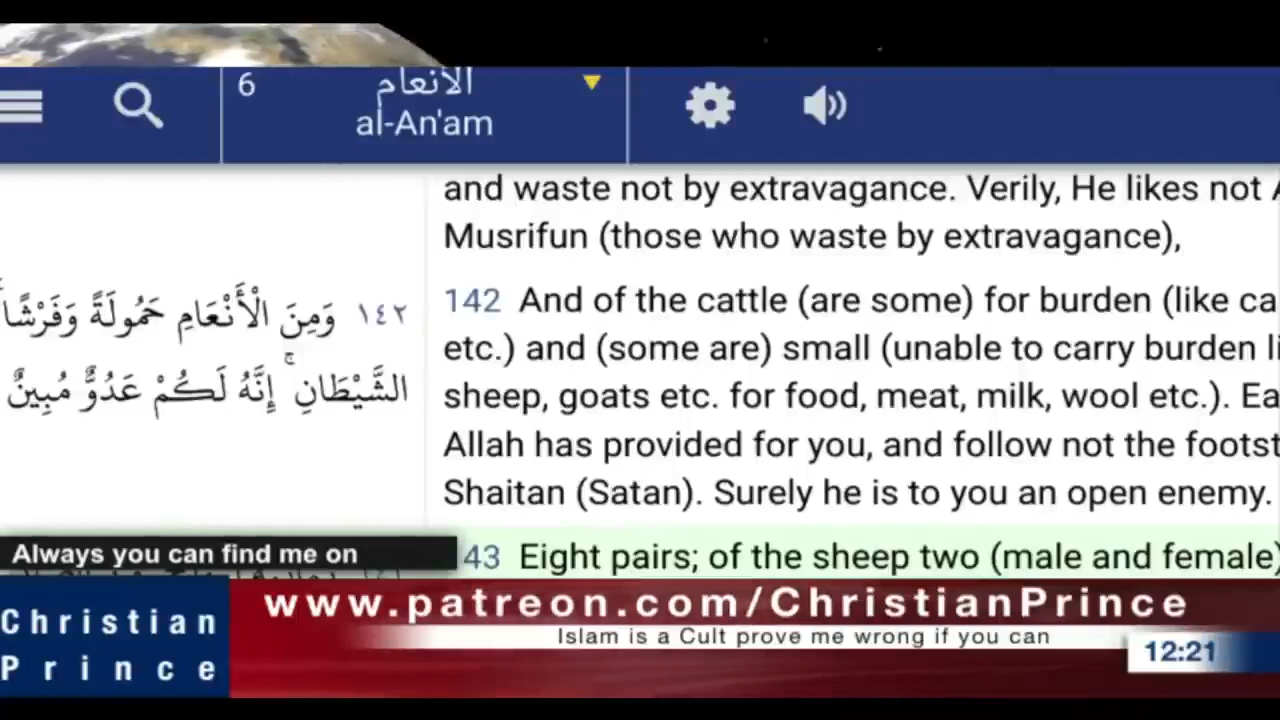 6
الأنعام
al-An'am
and waste not by extravagance. Verily, He likes not
Musrifun (those who waste by extravagance),
١٤٢ وَمِنَ الْأَنْعَامِ حَمُولَةً وَفَرْشًا
الشَّيْطَانِ ۚ إِنَّهُ لَكُمْ عَدُوٌّ مُبِينٌ
142 And of the cattle (are some) for burden (like
etc.) and (some are) small (unable to carry burden
sheep, goats etc. for food, meat, milk, wool etc.).
Allah has provided for you, and follow not the
Shaitan (Satan). Surely he is to you an open enemy.
43 Eight pairs; of the sheep two (male and female)
Always you can find me on
www.patreon.com/ChristianPrince
Islam is a Cult prove me wrong if you can
Christian
Prince
12:21